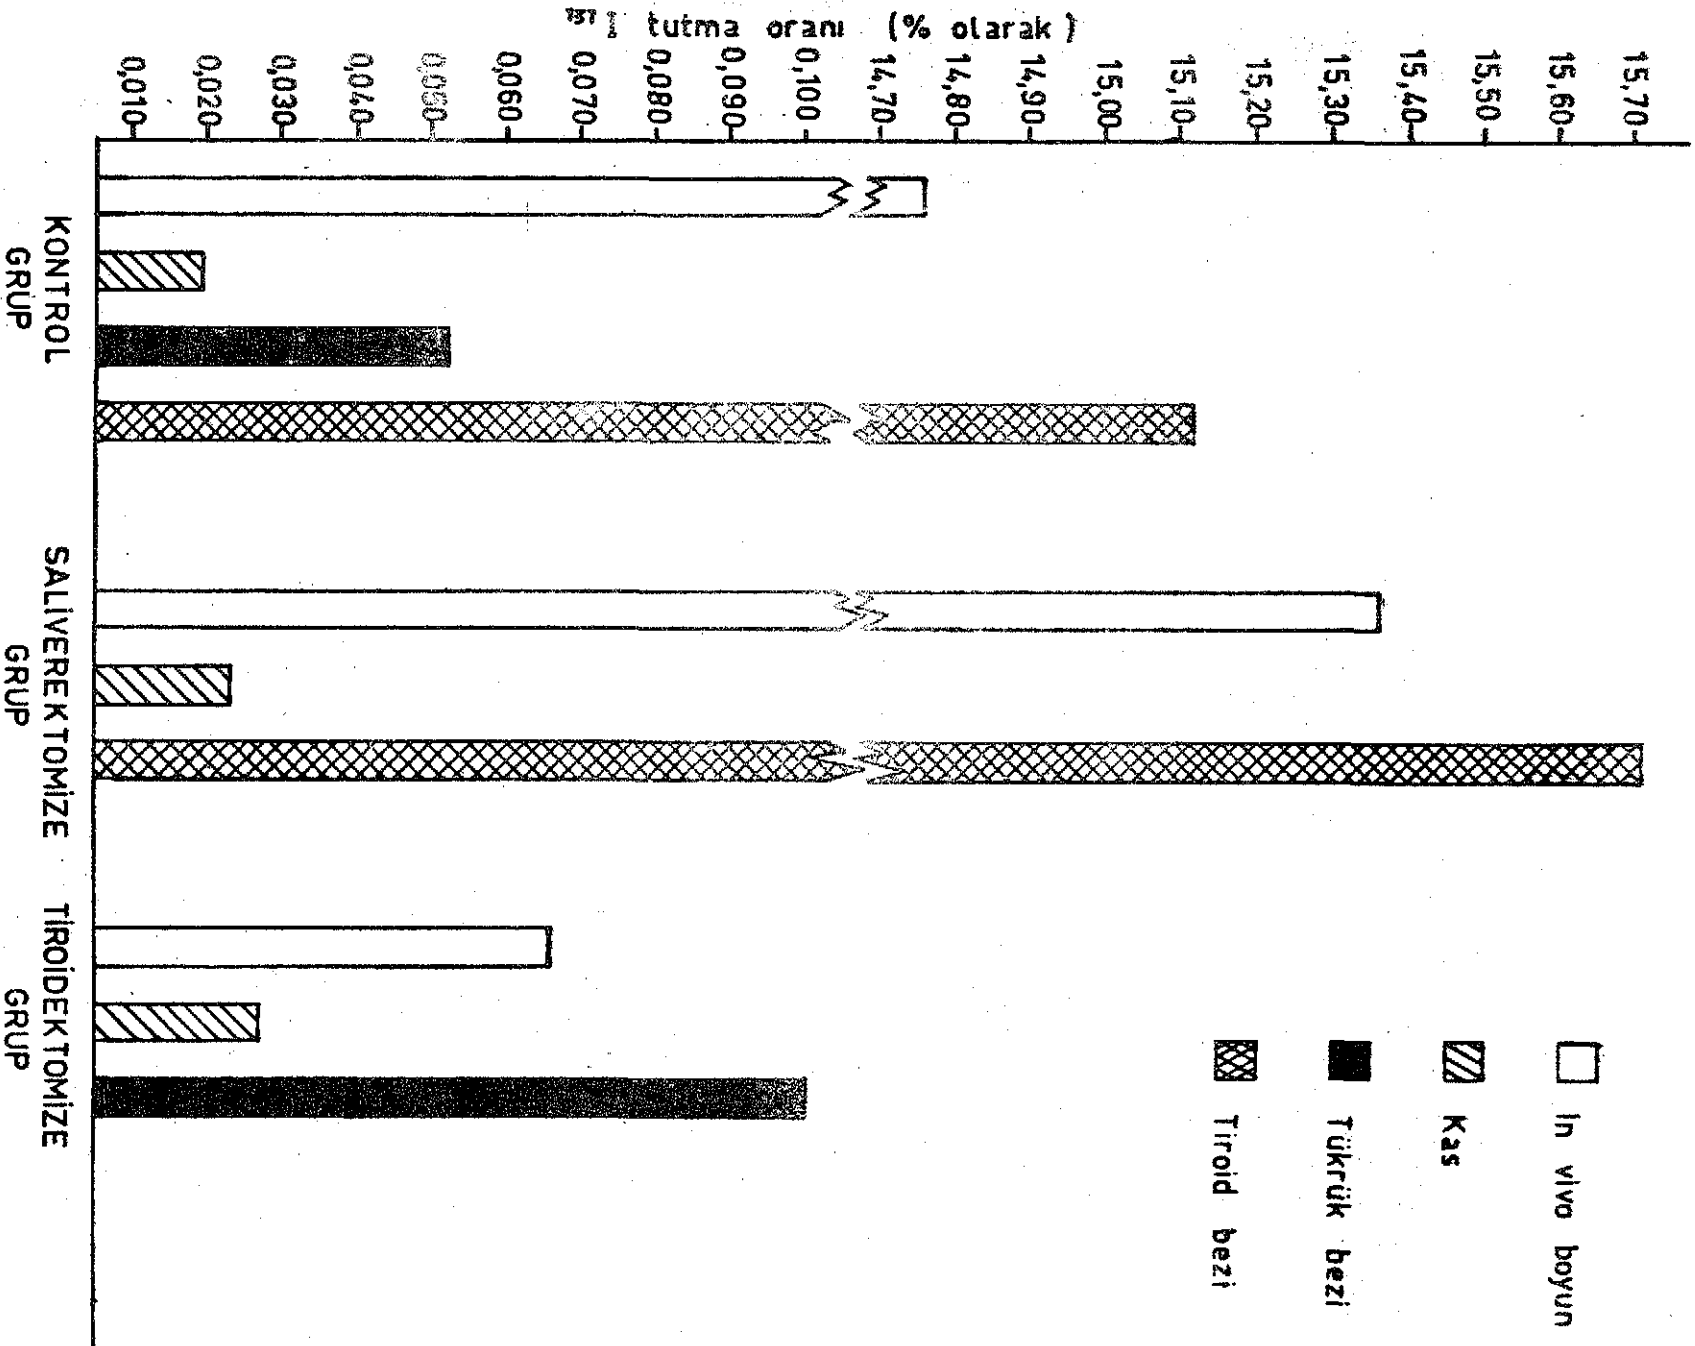 ¹³¹I tutma oranı (% olarak)
15,70
15,60
15,50
15,40
15,30
15,20
15,10
15,00
14,90
14,80
14,70
0,100
0,090
0,080
0,070
0,060
0,050
0,040
0,030
0,020
0,010
In vivo boyun
Kas
Tükrük bezi
Tiroid bezi
KONTROL
GRUP
SALİVEREKTOMİZE
GRUP
TİROİDEKTOMİZE
GRUP